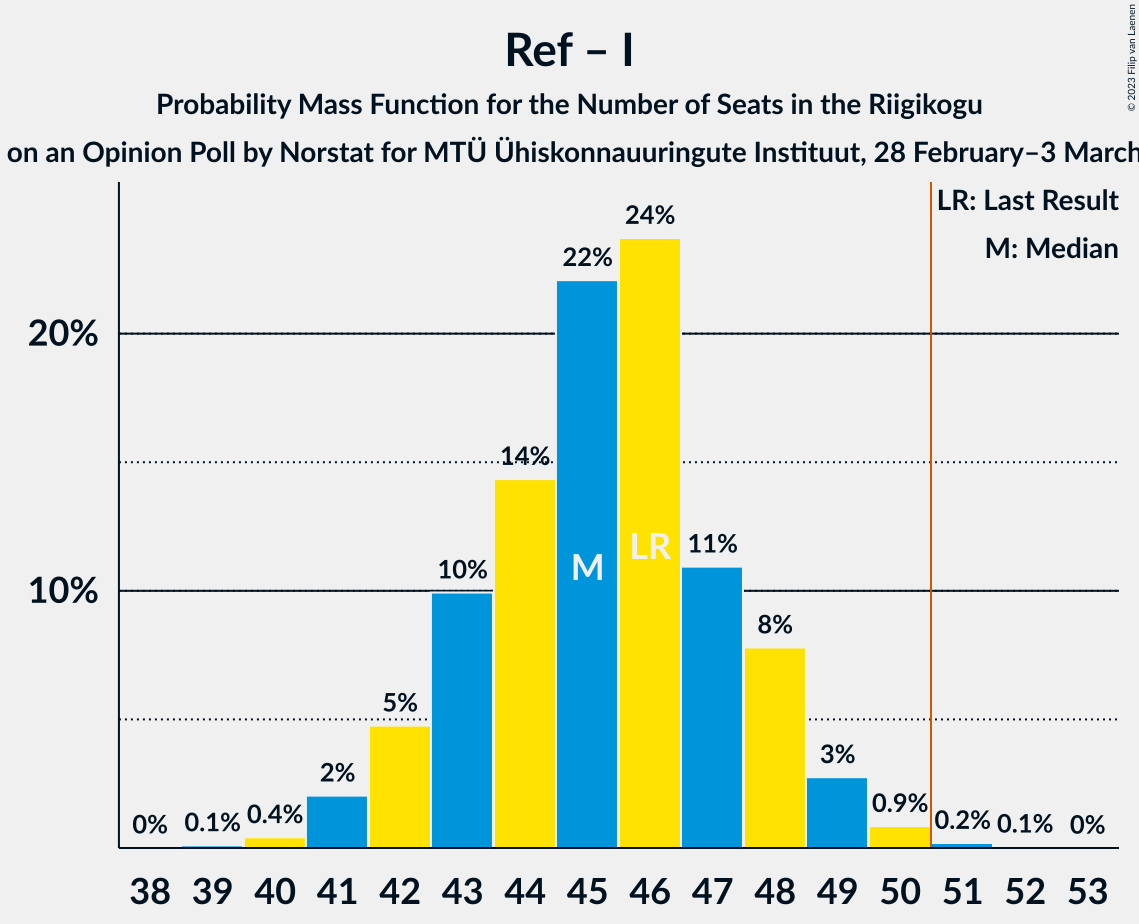 Ref – I
Probability Mass Function for the Number of Seats in the Riigikogu
on an Opinion Poll by Norstat for MTÜ Ühiskonnauuringute Instituut, 28 February–3 March
© 2023 Filip van Laenen
LR: Last Result
M: Median
20%
10%
0%
0.1%
0.4%
2%
5%
10%
14%
22%
24%
11%
8%
3%
0.9%
0.2%
0.1%
0%
M
LR
38 39 40 41 42 43 44 45 46 47 48 49 50 51 52 53